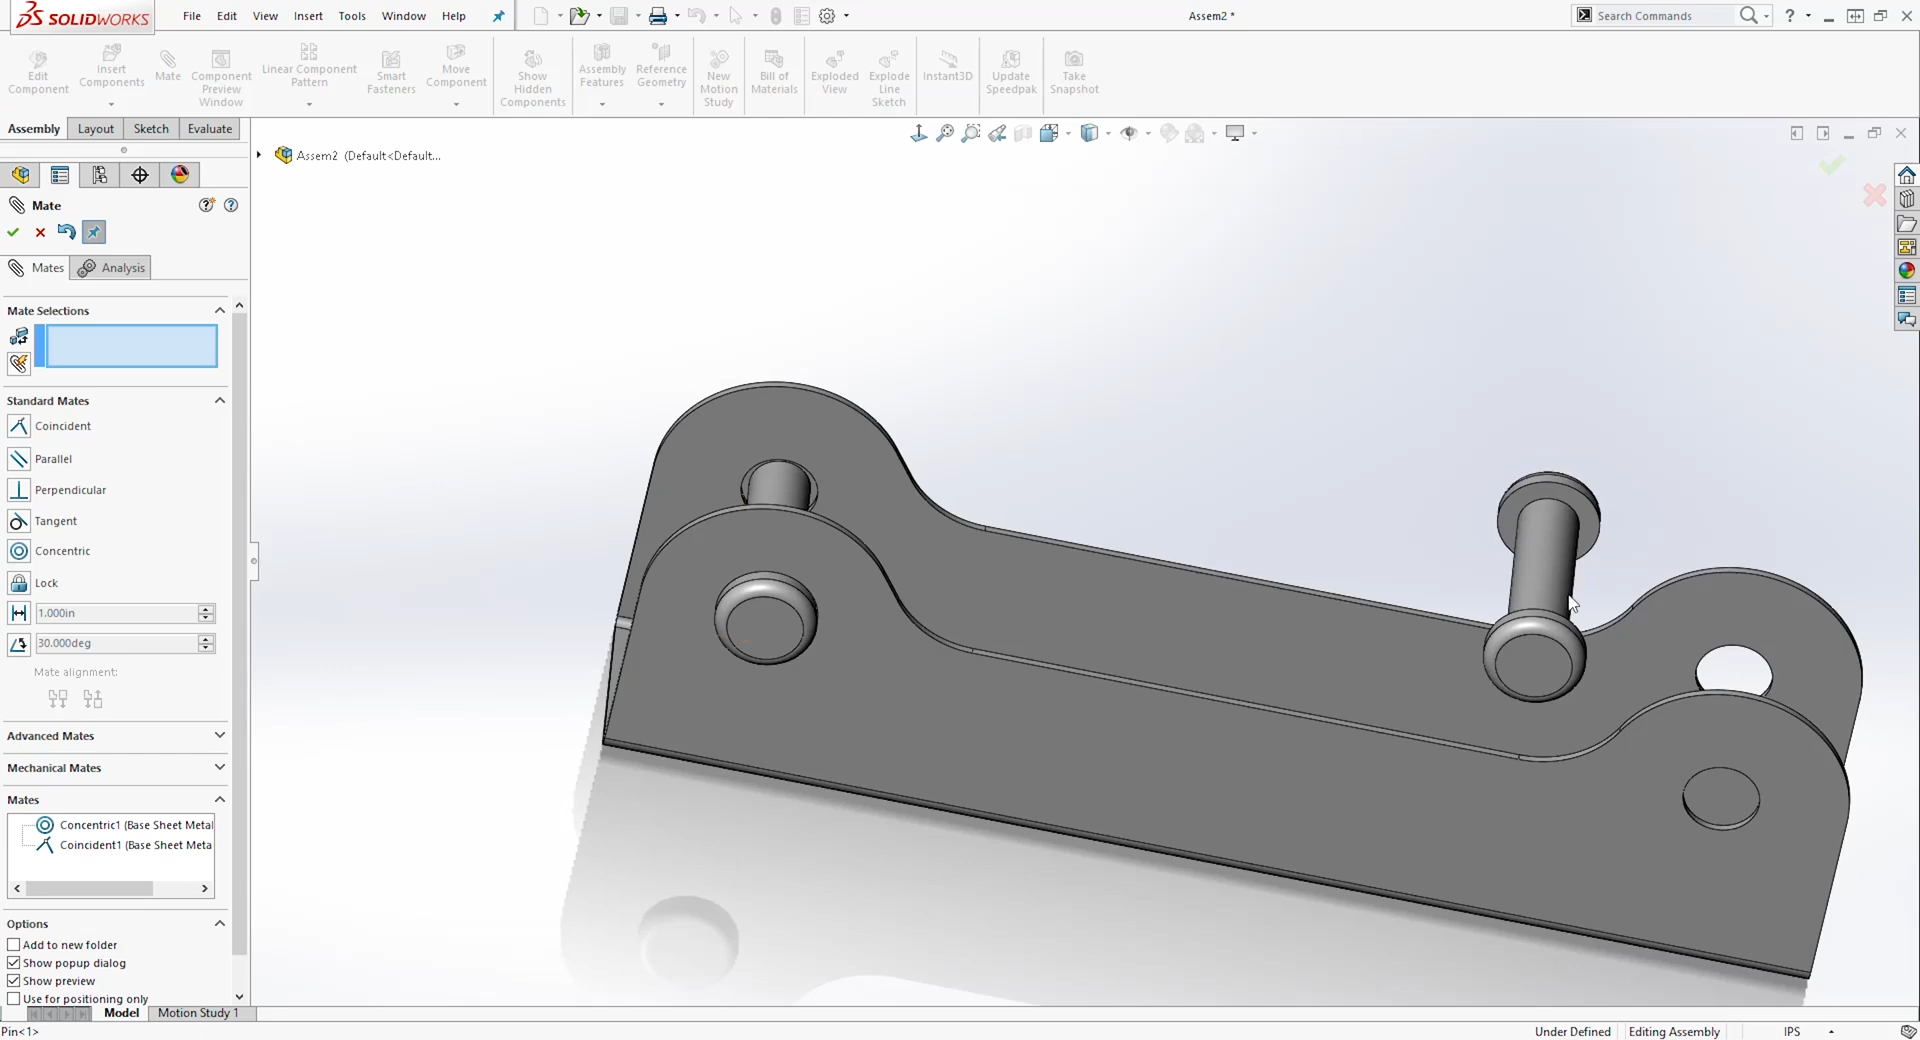 SOLIDWORKS
File Edit View Insert Tools Window Help
Assem2 *
Search Commands
Edit Component
Insert Components
Mate
Component Preview Window
Linear Component Pattern
Smart Fasteners
Move Component
Show Hidden Components
Assembly Features
Reference Geometry
New Motion Study
Bill of Materials
Exploded View
Explode Line Sketch
Instant3D
Update Speedpak
Take Snapshot
Assembly Layout Sketch Evaluate
Assem2 (Default<Default...
Mate
Mates Analysis
Mate Selections
Standard Mates
Coincident
Parallel
Perpendicular
Tangent
Concentric
Lock
1.000in
30.000deg
Mate alignment:
Advanced Mates
Mechanical Mates
Mates
Concentric1 (Base Sheet Metal
Coincident1 (Base Sheet Meta
Options
Add to new folder
Show popup dialog
Show preview
Use for positioning only
Model Motion Study 1
Pin<1>
Under Defined Editing Assembly IPS